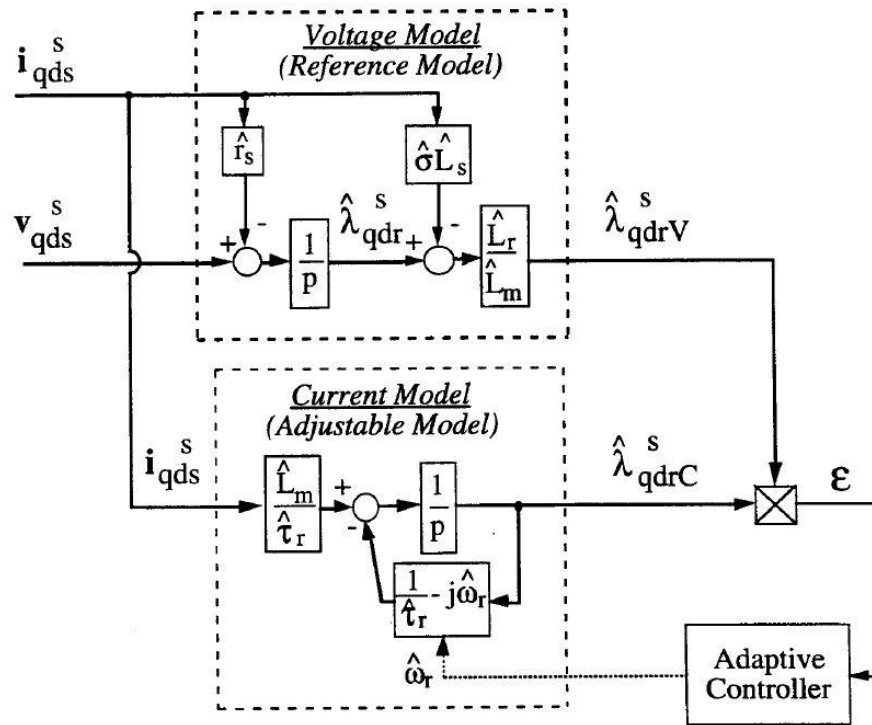 Voltage Model
(Reference Model)
i^s_qds
r̂_s
σ̂L̂_s
v^s_qds
+
-
1/p
λ̂^s_qdr
+
-
L̂_r/L̂_m
λ̂^s_qdrV
Current Model
(Adjustable Model)
i^s_qds
L̂_m/τ̂_r
+
-
1/p
λ̂^s_qdrC
ε
1/τ̂_r - jω̂_r
ω̂_r
Adaptive
Controller